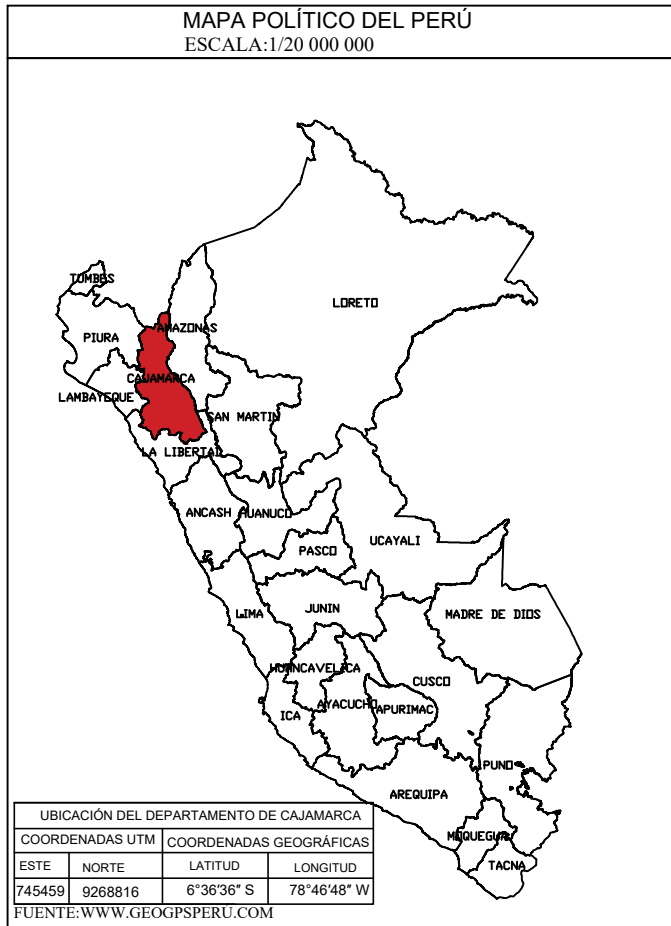 MAPA POLÍTICO DEL PERÚ
ESCALA:1/20 000 000
TUMBES
LORETO
AMAZONAS
PIURA
CAJAMARCA
LAMBAYEQUE
SAN MARTIN
LA LIBERTAD
ANCASH
HUANUCO
UCAYALI
PASCO
JUNIN
LIMA
MADRE DE DIOS
HUANCAVELICA
CUSCO
AYACUCHO
APURIMAC
ICA
PUNO
AREQUIPA
MOQUEGUA
TACNA
UBICACIÓN DEL DEPARTAMENTO DE CAJAMARCA
COORDENADAS UTM COORDENADAS GEOGRÁFICAS
ESTE NORTE LATITUD LONGITUD
745459 9268816 6°36'36" S 78°46'48" W
FUENTE:WWW.GEOGPSPERÚ.COM